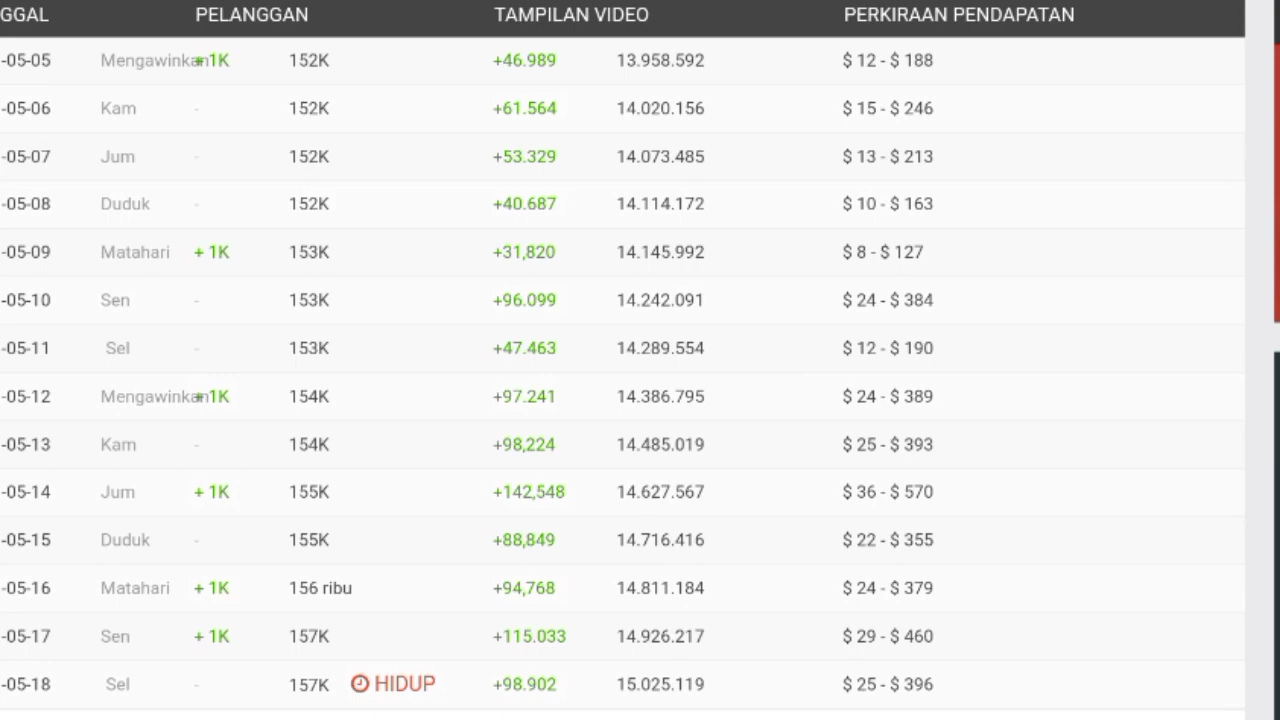 GGAL PELANGGAN TAMPILAN VIDEO PERKIRAAN PENDAPATAN
-05-05 Mengawinkan + 1K 152K +46.989 13.958.592 $ 12 - $ 188
-05-06 Kam - 152K +61.564 14.020.156 $ 15 - $ 246
-05-07 Jum - 152K +53.329 14.073.485 $ 13 - $ 213
-05-08 Duduk - 152K +40.687 14.114.172 $ 10 - $ 163
-05-09 Matahari + 1K 153K +31,820 14.145.992 $ 8 - $ 127
-05-10 Sen - 153K +96.099 14.242.091 $ 24 - $ 384
-05-11 Sel - 153K +47.463 14.289.554 $ 12 - $ 190
-05-12 Mengawinkan + 1K 154K +97.241 14.386.795 $ 24 - $ 389
-05-13 Kam - 154K +98,224 14.485.019 $ 25 - $ 393
-05-14 Jum + 1K 155K +142,548 14.627.567 $ 36 - $ 570
-05-15 Duduk - 155K +88,849 14.716.416 $ 22 - $ 355
-05-16 Matahari + 1K 156 ribu +94,768 14.811.184 $ 24 - $ 379
-05-17 Sen + 1K 157K +115.033 14.926.217 $ 29 - $ 460
-05-18 Sel - 157K HIDUP +98.902 15.025.119 $ 25 - $ 396